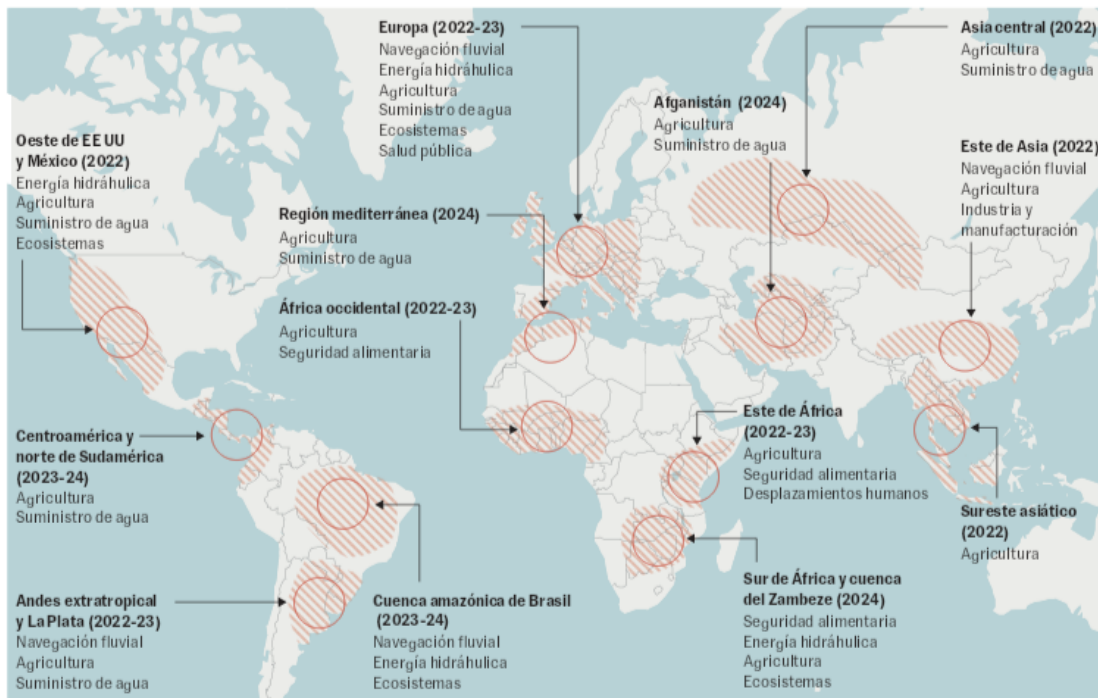 Europa (2022-23)
Navegación fluvial
Energía hidráhulica
Agricultura
Suministro de agua
Ecosistemas
Salud pública
Asia central (2022)
Agricultura
Suministro de agua
Afganistán (2024)
Agricultura
Suministro de agua
Oeste de EE UU
y México (2022)
Energía hidráhulica
Agricultura
Suministro de agua
Ecosistemas
Este de Asia (2022)
Navegación fluvial
Agricultura
Industria y
manufacturación
Región mediterránea (2024)
Agricultura
Suministro de agua
África occidental (2022-23)
Agricultura
Seguridad alimentaria
Centroamérica y
norte de Sudamérica
(2023-24)
Agricultura
Suministro de agua
Este de África
(2022-23)
Agricultura
Seguridad alimentaria
Desplazamientos humanos
Sureste asiático
(2022)
Agricultura
Andes extratropical
y La Plata (2022-23)
Navegación fluvial
Agricultura
Suministro de agua
Cuenca amazónica de Brasil
(2023-24)
Navegación fluvial
Energía hidráhulica
Ecosistemas
Sur de África y cuenca
del Zambeze (2024)
Seguridad alimentaria
Energía hidráhulica
Agricultura
Ecosistemas